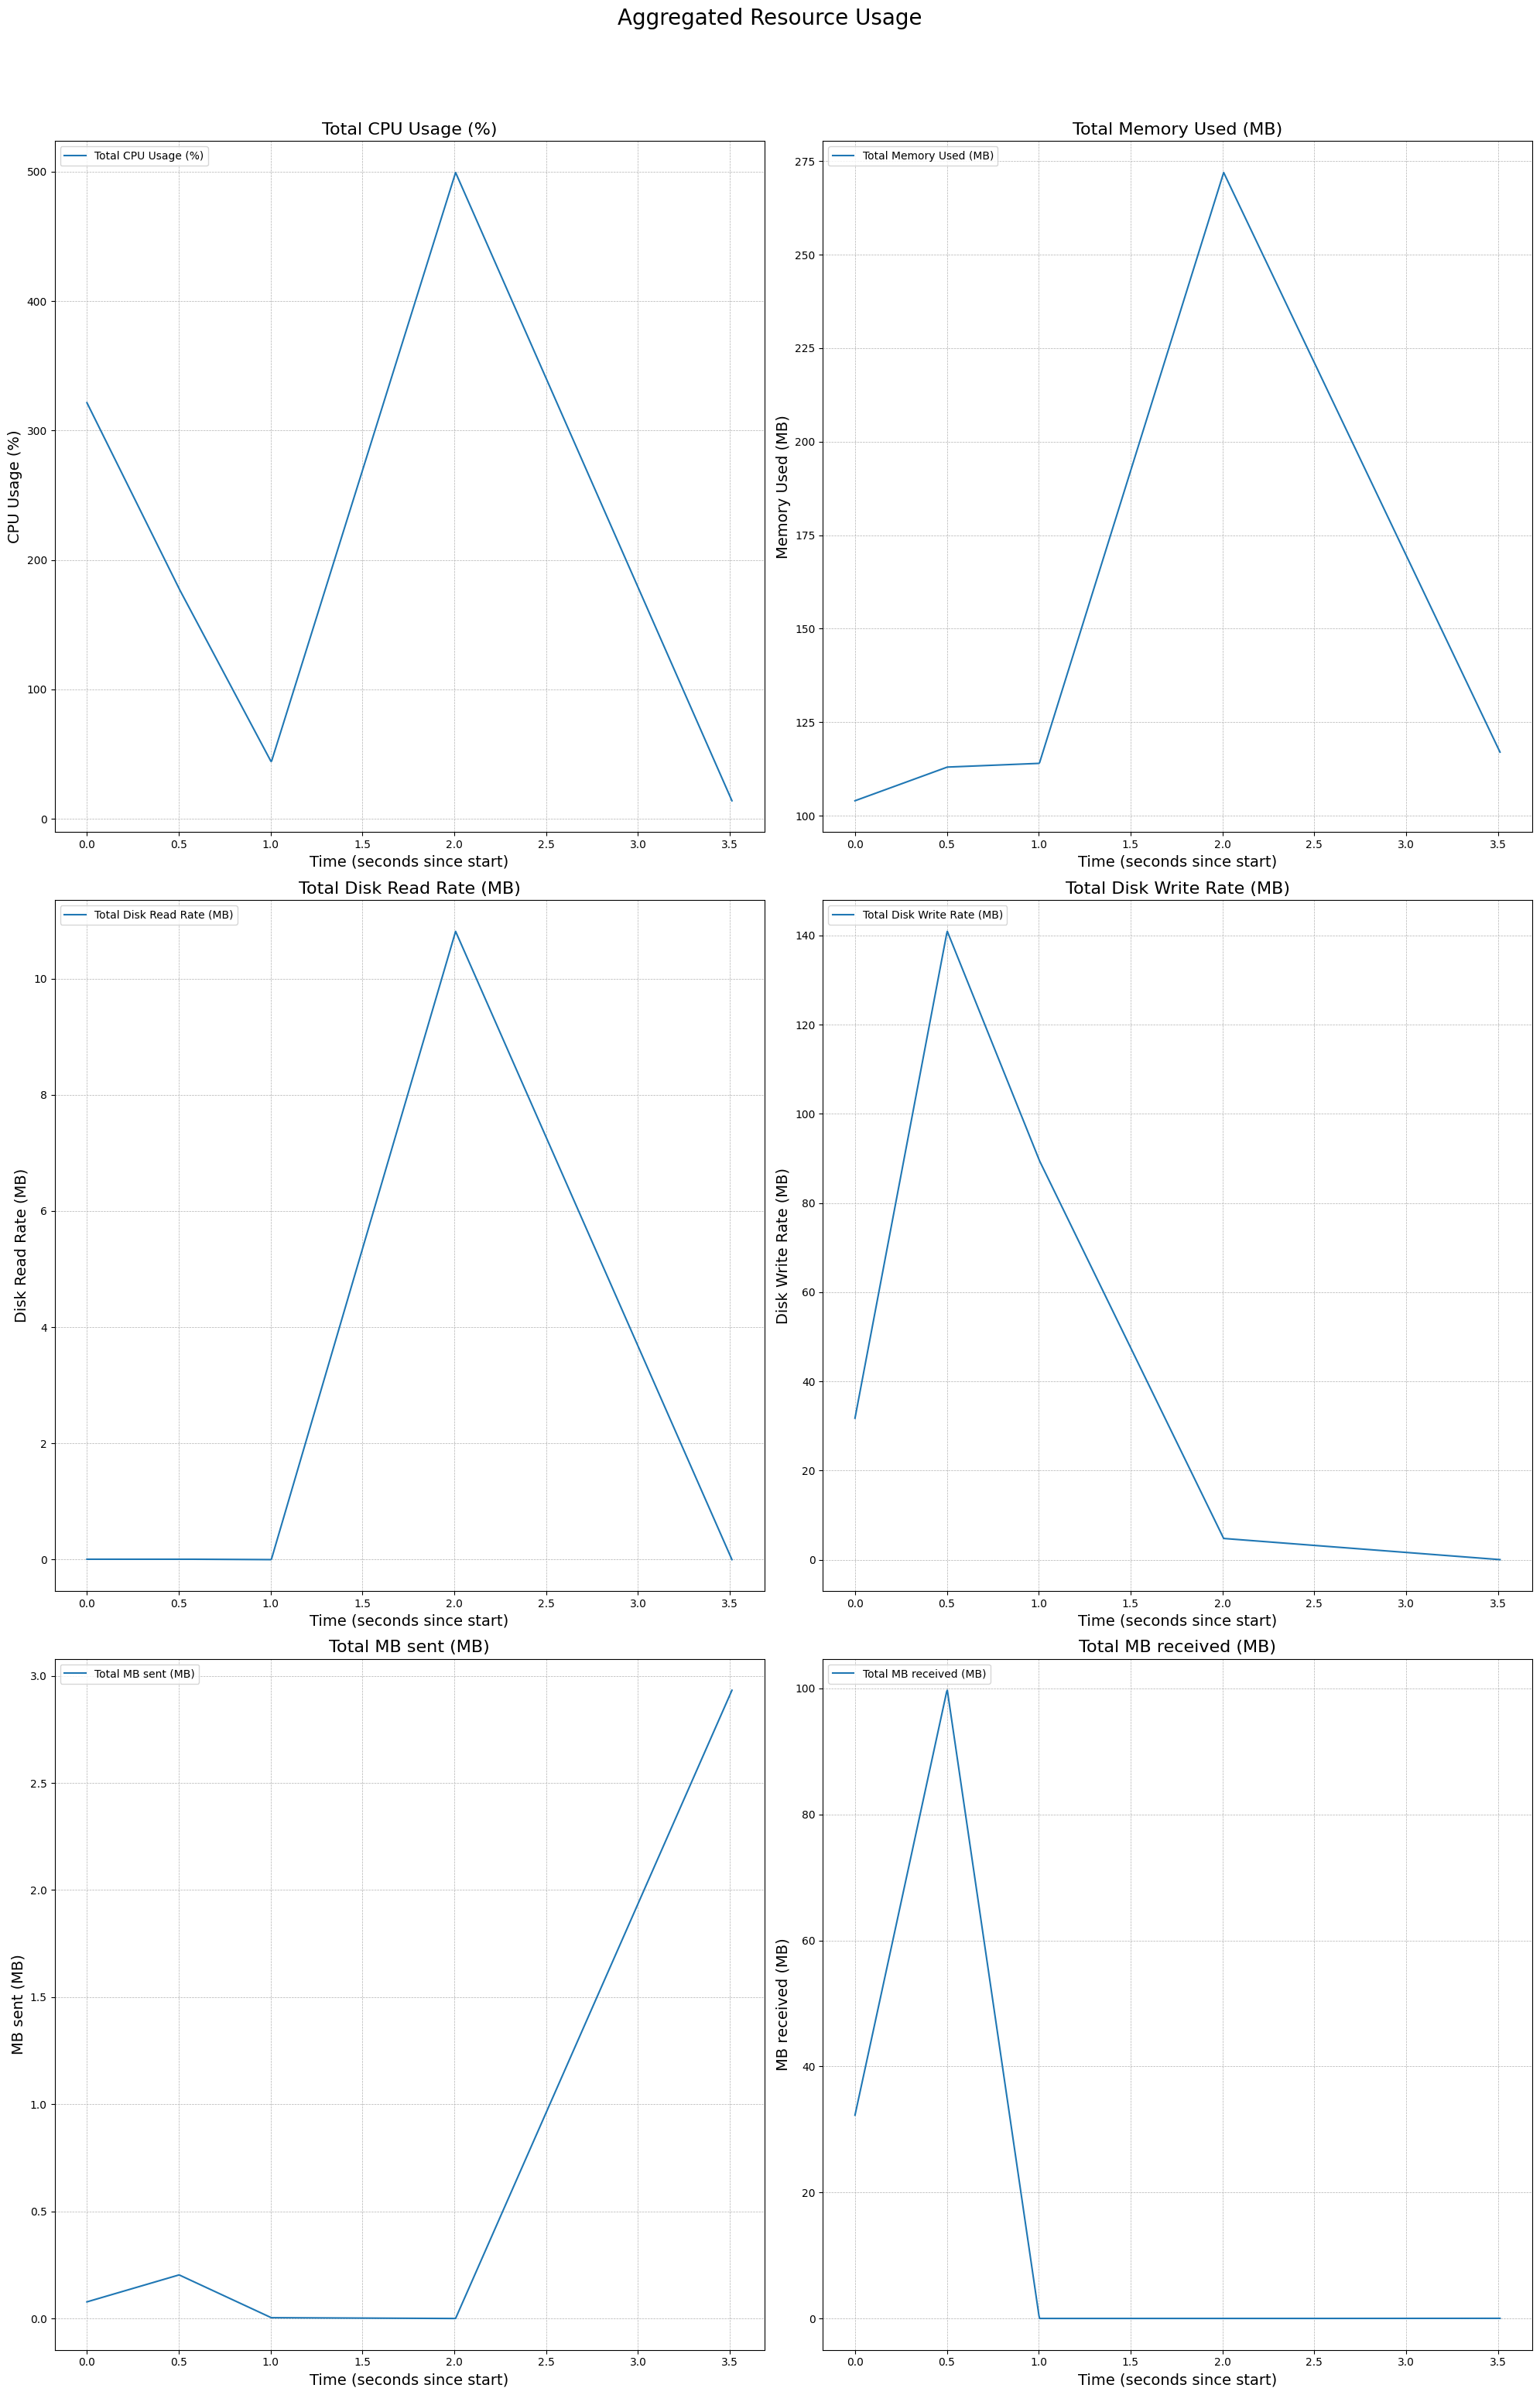 Aggregated Resource Usage
Total CPU Usage (%)
Total CPU Usage (%)
CPU Usage (%)
500
400
300
200
100
0
0.0 0.5 1.0 1.5 2.0 2.5 3.0 3.5
Time (seconds since start)
Total Memory Used (MB)
Total Memory Used (MB)
Memory Used (MB)
275
250
225
200
175
150
125
100
0.0 0.5 1.0 1.5 2.0 2.5 3.0 3.5
Time (seconds since start)
Total Disk Read Rate (MB)
Total Disk Read Rate (MB)
Disk Read Rate (MB)
10
8
6
4
2
0
0.0 0.5 1.0 1.5 2.0 2.5 3.0 3.5
Time (seconds since start)
Total Disk Write Rate (MB)
Total Disk Write Rate (MB)
Disk Write Rate (MB)
140
120
100
80
60
40
20
0
0.0 0.5 1.0 1.5 2.0 2.5 3.0 3.5
Time (seconds since start)
Total MB sent (MB)
Total MB sent (MB)
MB sent (MB)
3.0
2.5
2.0
1.5
1.0
0.5
0.0
0.0 0.5 1.0 1.5 2.0 2.5 3.0 3.5
Time (seconds since start)
Total MB received (MB)
Total MB received (MB)
MB received (MB)
100
80
60
40
20
0
0.0 0.5 1.0 1.5 2.0 2.5 3.0 3.5
Time (seconds since start)